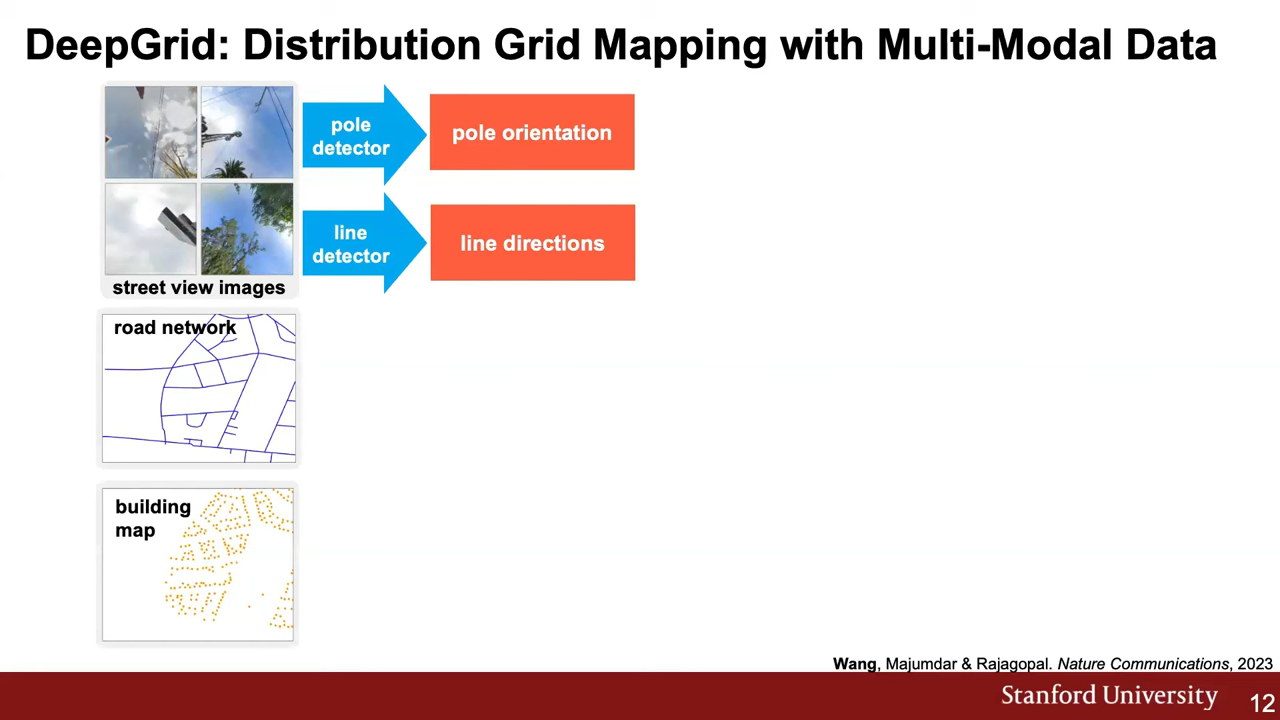 DeepGrid: Distribution Grid Mapping with Multi-Modal Data
pole
detector
pole orientation
line
detector
line directions
street view images
road network
building
map
Wang, Majumdar & Rajagopal. Nature Communications, 2023
Stanford University
12